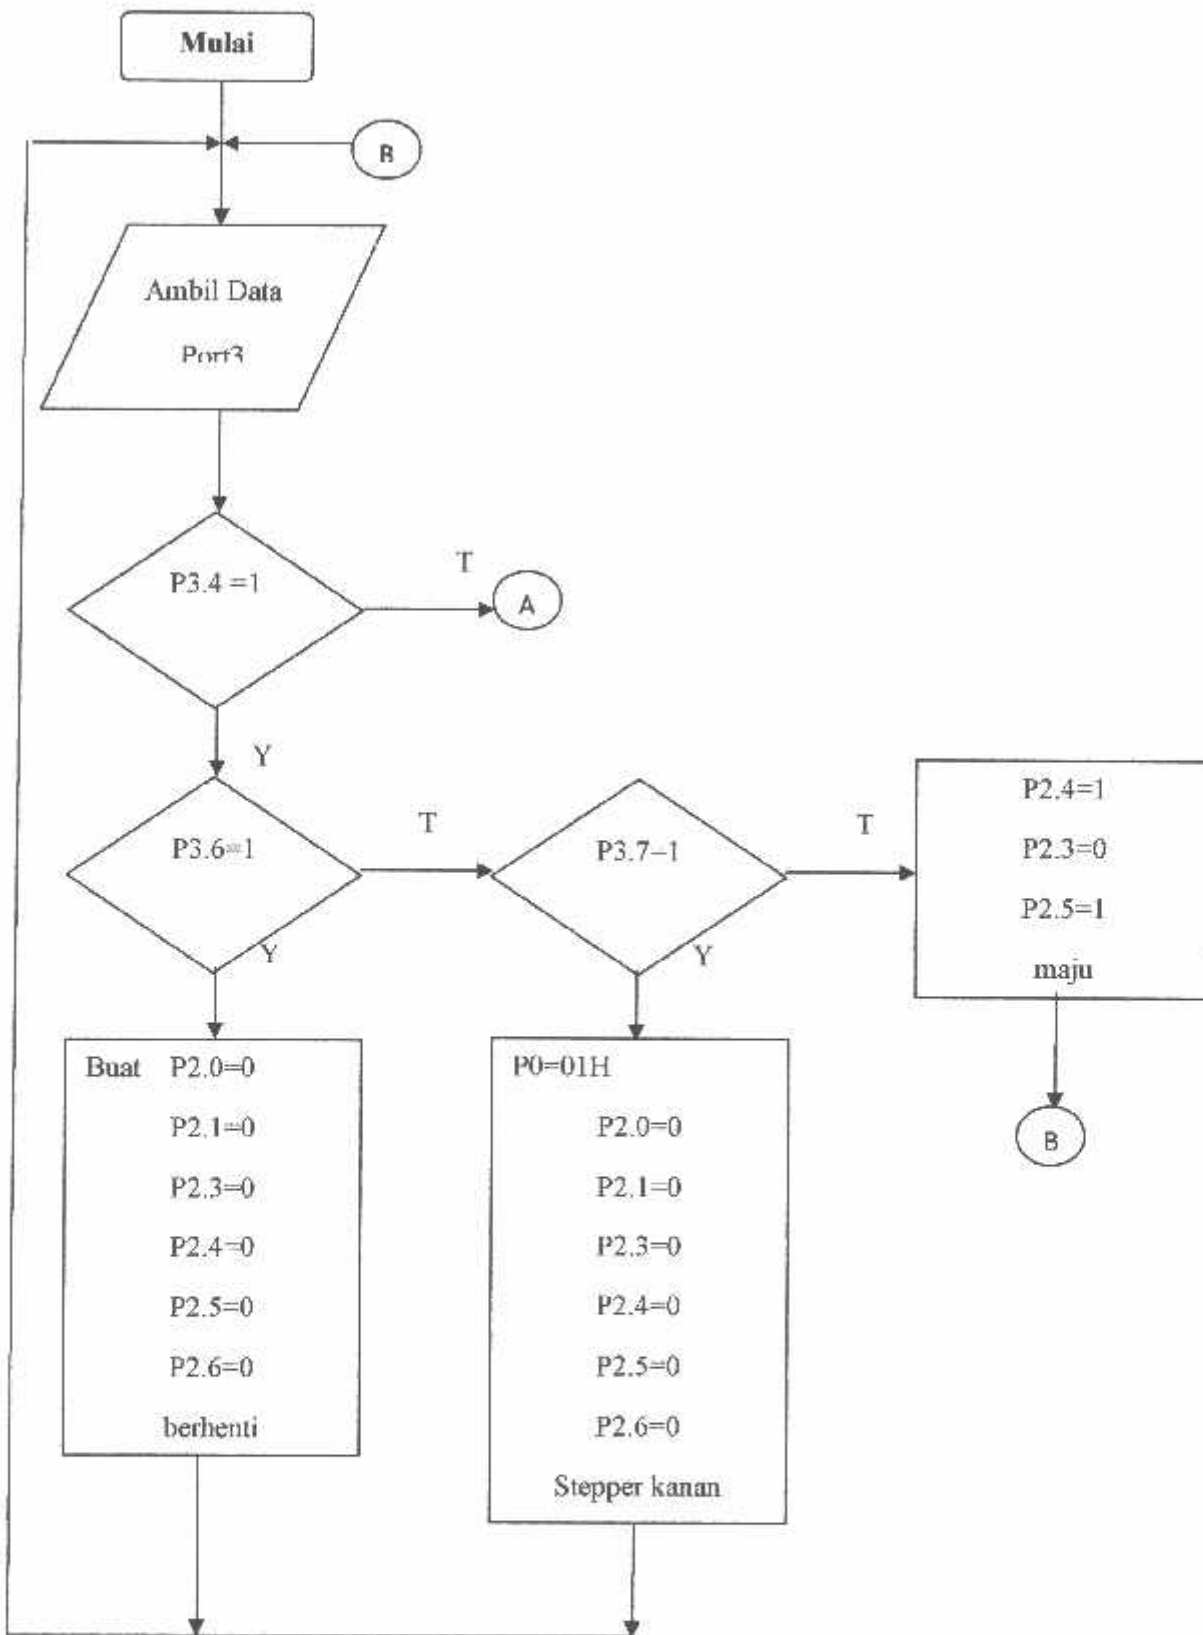 Mulai
B
Ambil Data
Port3
P3.4 =1
T
A
Y
P3.6=1
T
P3.7=1
T
P2.4=1
P2.3=0
P2.5=1
maju
Y
Y
B
Buat P2.0=0
P2.1=0
P2.3=0
P2.4=0
P2.5=0
P2.6=0
berhenti
P0=01H
P2.0=0
P2.1=0
P2.3=0
P2.4=0
P2.5=0
P2.6=0
Stepper kanan